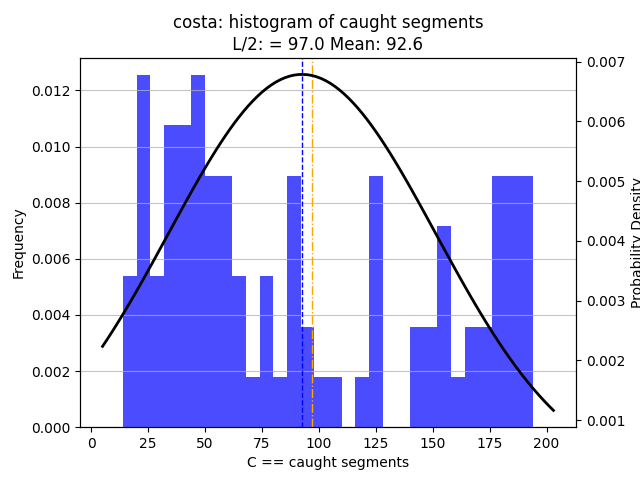 costa: histogram of caught segments
L/2: = 97.0 Mean: 92.6
0.012
0.010
0.008
0.006
0.004
0.002
0.000
Frequency
0.007
0.006
0.005
0.004
0.003
0.002
0.001
Probability Density
0 25 50 75 100 125 150 175 200
C == caught segments